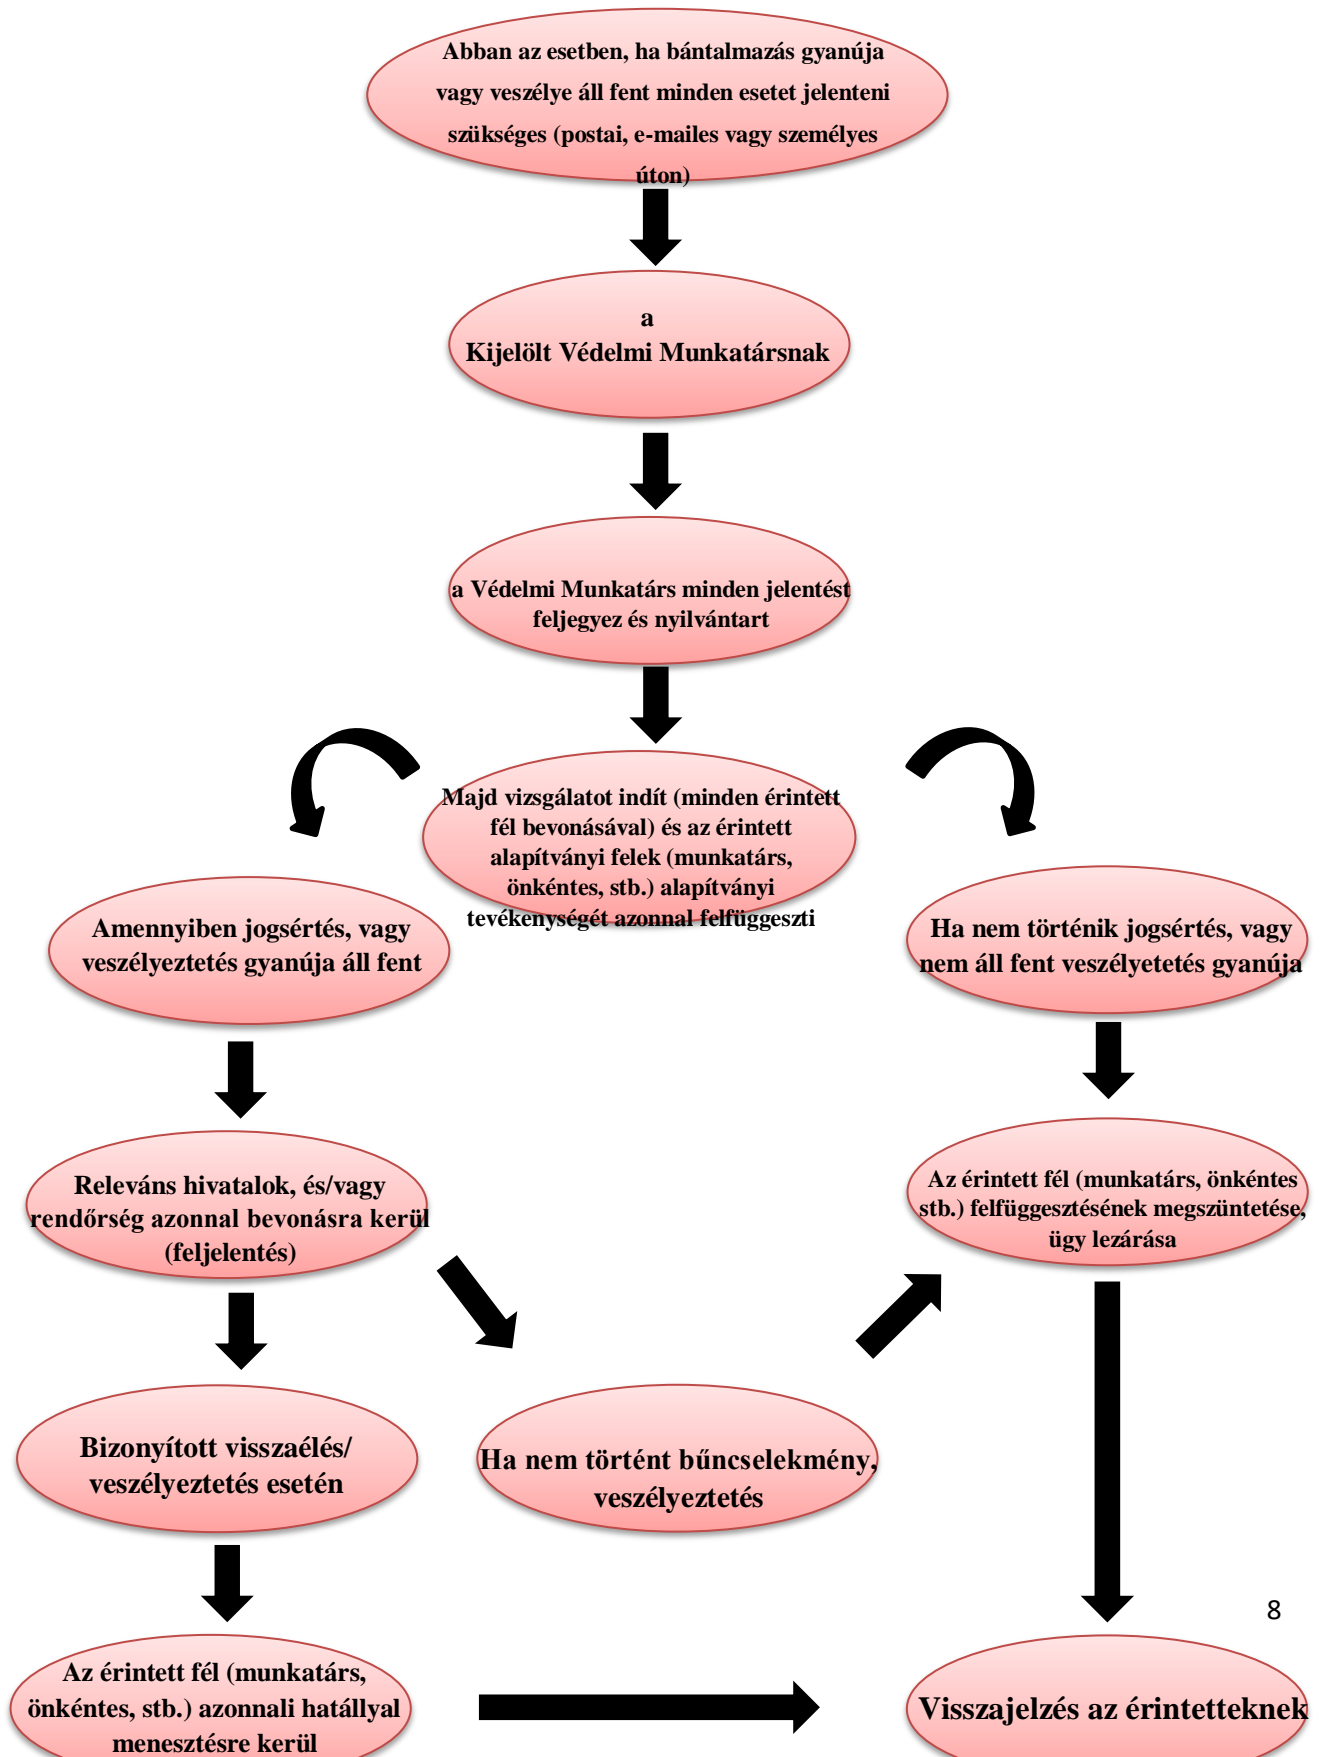 Abban az esetben, ha bántalmazás gyanúja
vagy veszélye áll fent minden esetet jelenteni
szükséges (postai, e-mailes vagy személyes
úton)
a
Kijelölt Védelmi Munkatársnak
a Védelmi Munkatárs minden jelentést
feljegyez és nyilvántart
Majd vizsgálatot indít (minden érintett
fél bevonásával) és az érintett
alapítványi felek (munkatárs,
önkéntes, stb.) alapítványi
tevékenységét azonnal felfüggeszti
Amennyiben jogsértés, vagy
veszélyeztetés gyanúja áll fent
Ha nem történik jogsértés, vagy
nem áll fent veszélyetetés gyanúja
Releváns hivatalok, és/vagy
rendőrség azonnal bevonásra kerül
(feljelentés)
Az érintett fél (munkatárs, önkéntes
stb.) felfüggesztésének megszüntetése,
ügy lezárása
Bizonyított visszaélés/
veszélyeztetés esetén
Ha nem történt bűncselekmény,
veszélyeztetés
8
Az érintett fél (munkatárs,
önkéntes, stb.) azonnali hatállyal
menesztésre kerül
Visszajelzés az érintetteknek